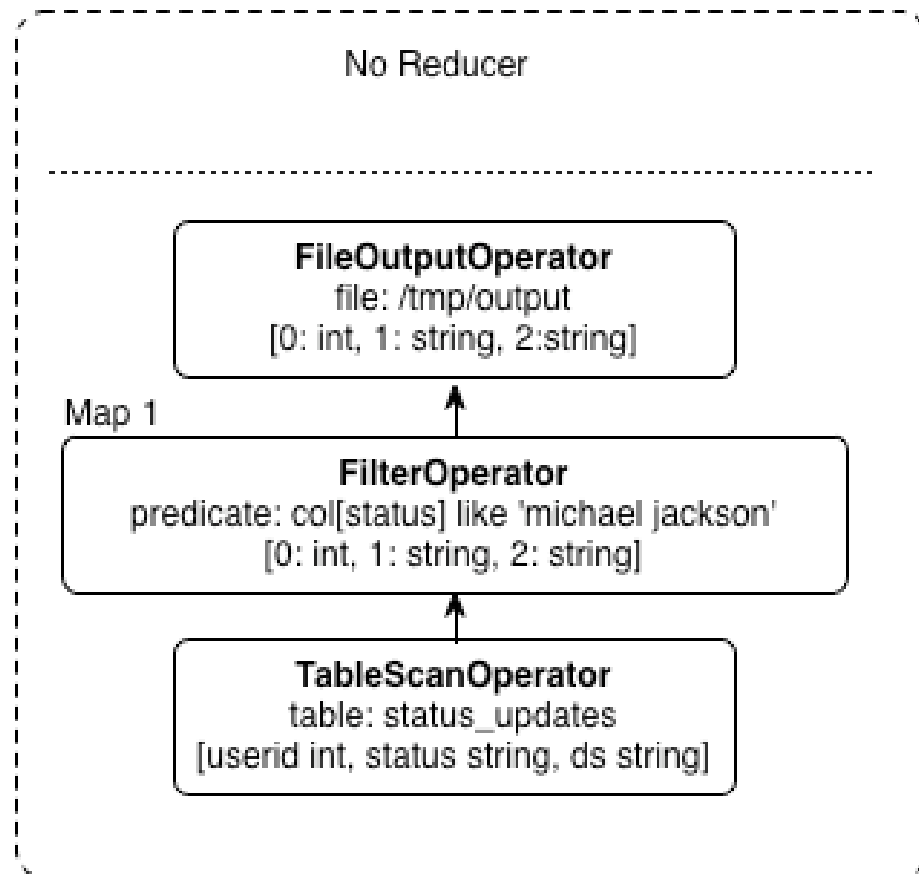 No Reducer
FileOutputOperator
file: /tmp/output
[0: int, 1: string, 2:string]
Map 1
FilterOperator
predicate: col[status] like 'michael jackson'
[0: int, 1: string, 2: string]
TableScanOperator
table: status_updates
[userid int, status string, ds string]